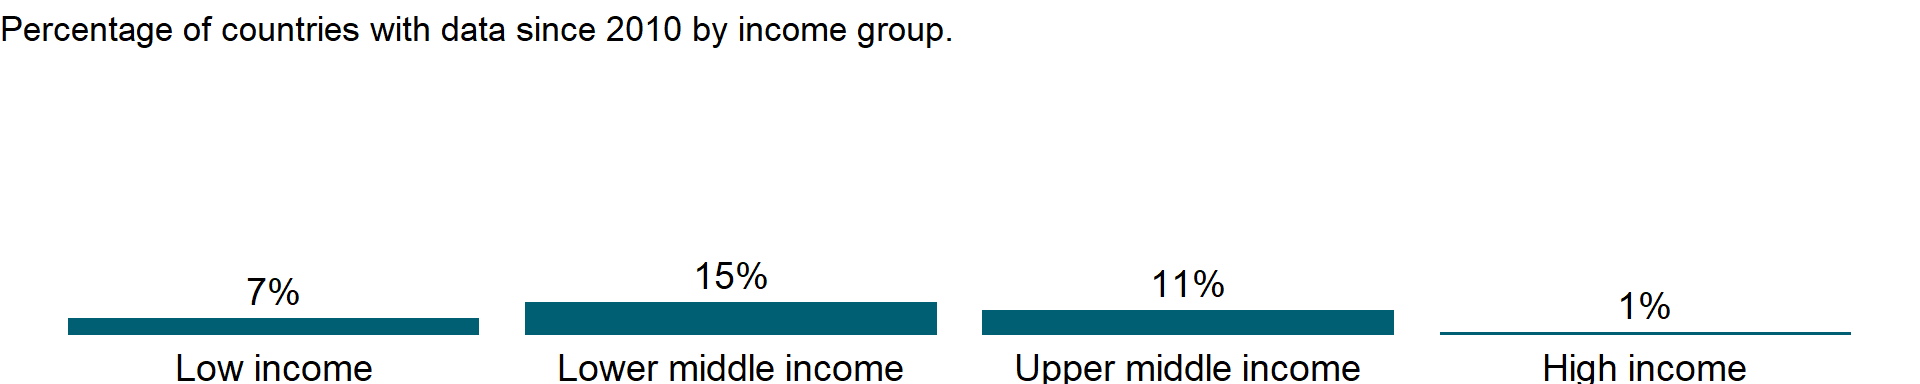 Percentage of countries with data since 2010 by income group.
7%
15%
11%
1%
Low income
Lower middle income
Upper middle income
High income